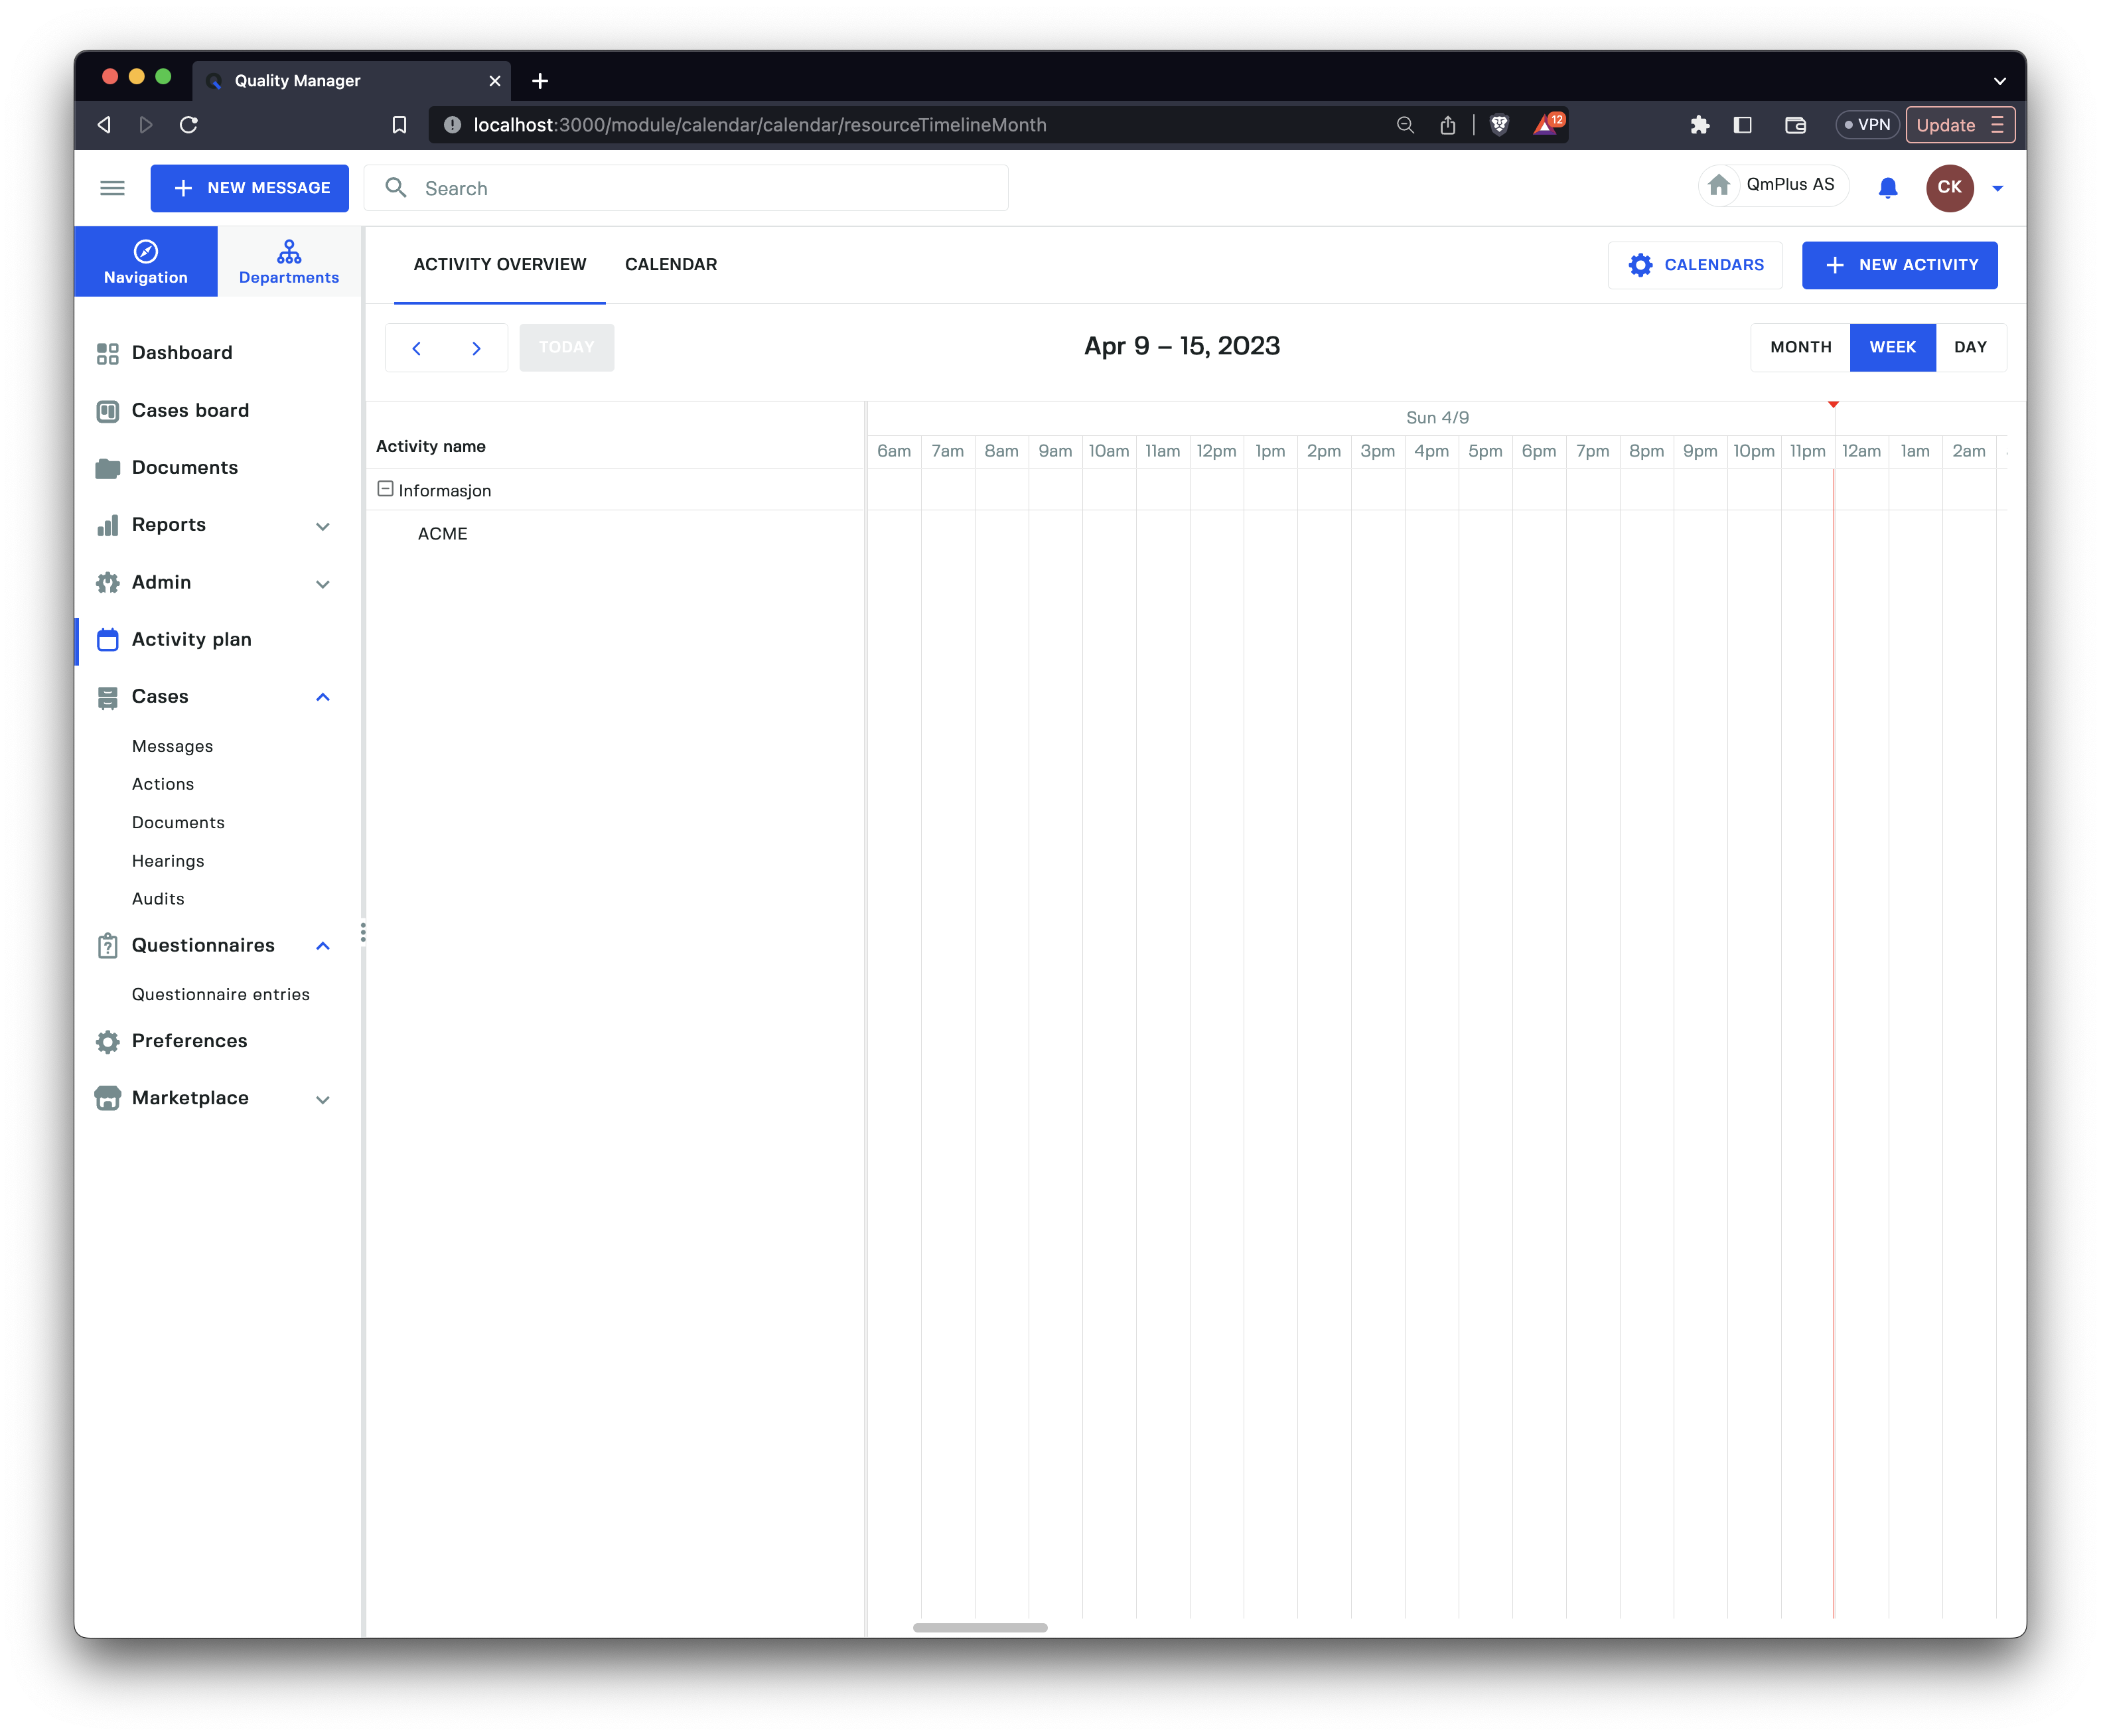 Quality Manager
localhost:3000/module/calendar/calendar/resourceTimelineMonth
12
VPN
Update
NEW MESSAGE
Search
QmPlus AS
CK
Navigation
Departments
ACTIVITY OVERVIEW
CALENDAR
CALENDARS
NEW ACTIVITY
TODAY
Apr 9 – 15, 2023
MONTH
WEEK
DAY
Dashboard
Cases board
Documents
Reports
Admin
Activity plan
Cases
Messages
Actions
Documents
Hearings
Audits
Questionnaires
Questionnaire entries
Preferences
Marketplace
Activity name
Sun 4/9
6am 7am 8am 9am 10am 11am 12pm 1pm 2pm 3pm 4pm 5pm 6pm 7pm 8pm 9pm 10pm 11pm 12am 1am 2am
Informasjon
ACME